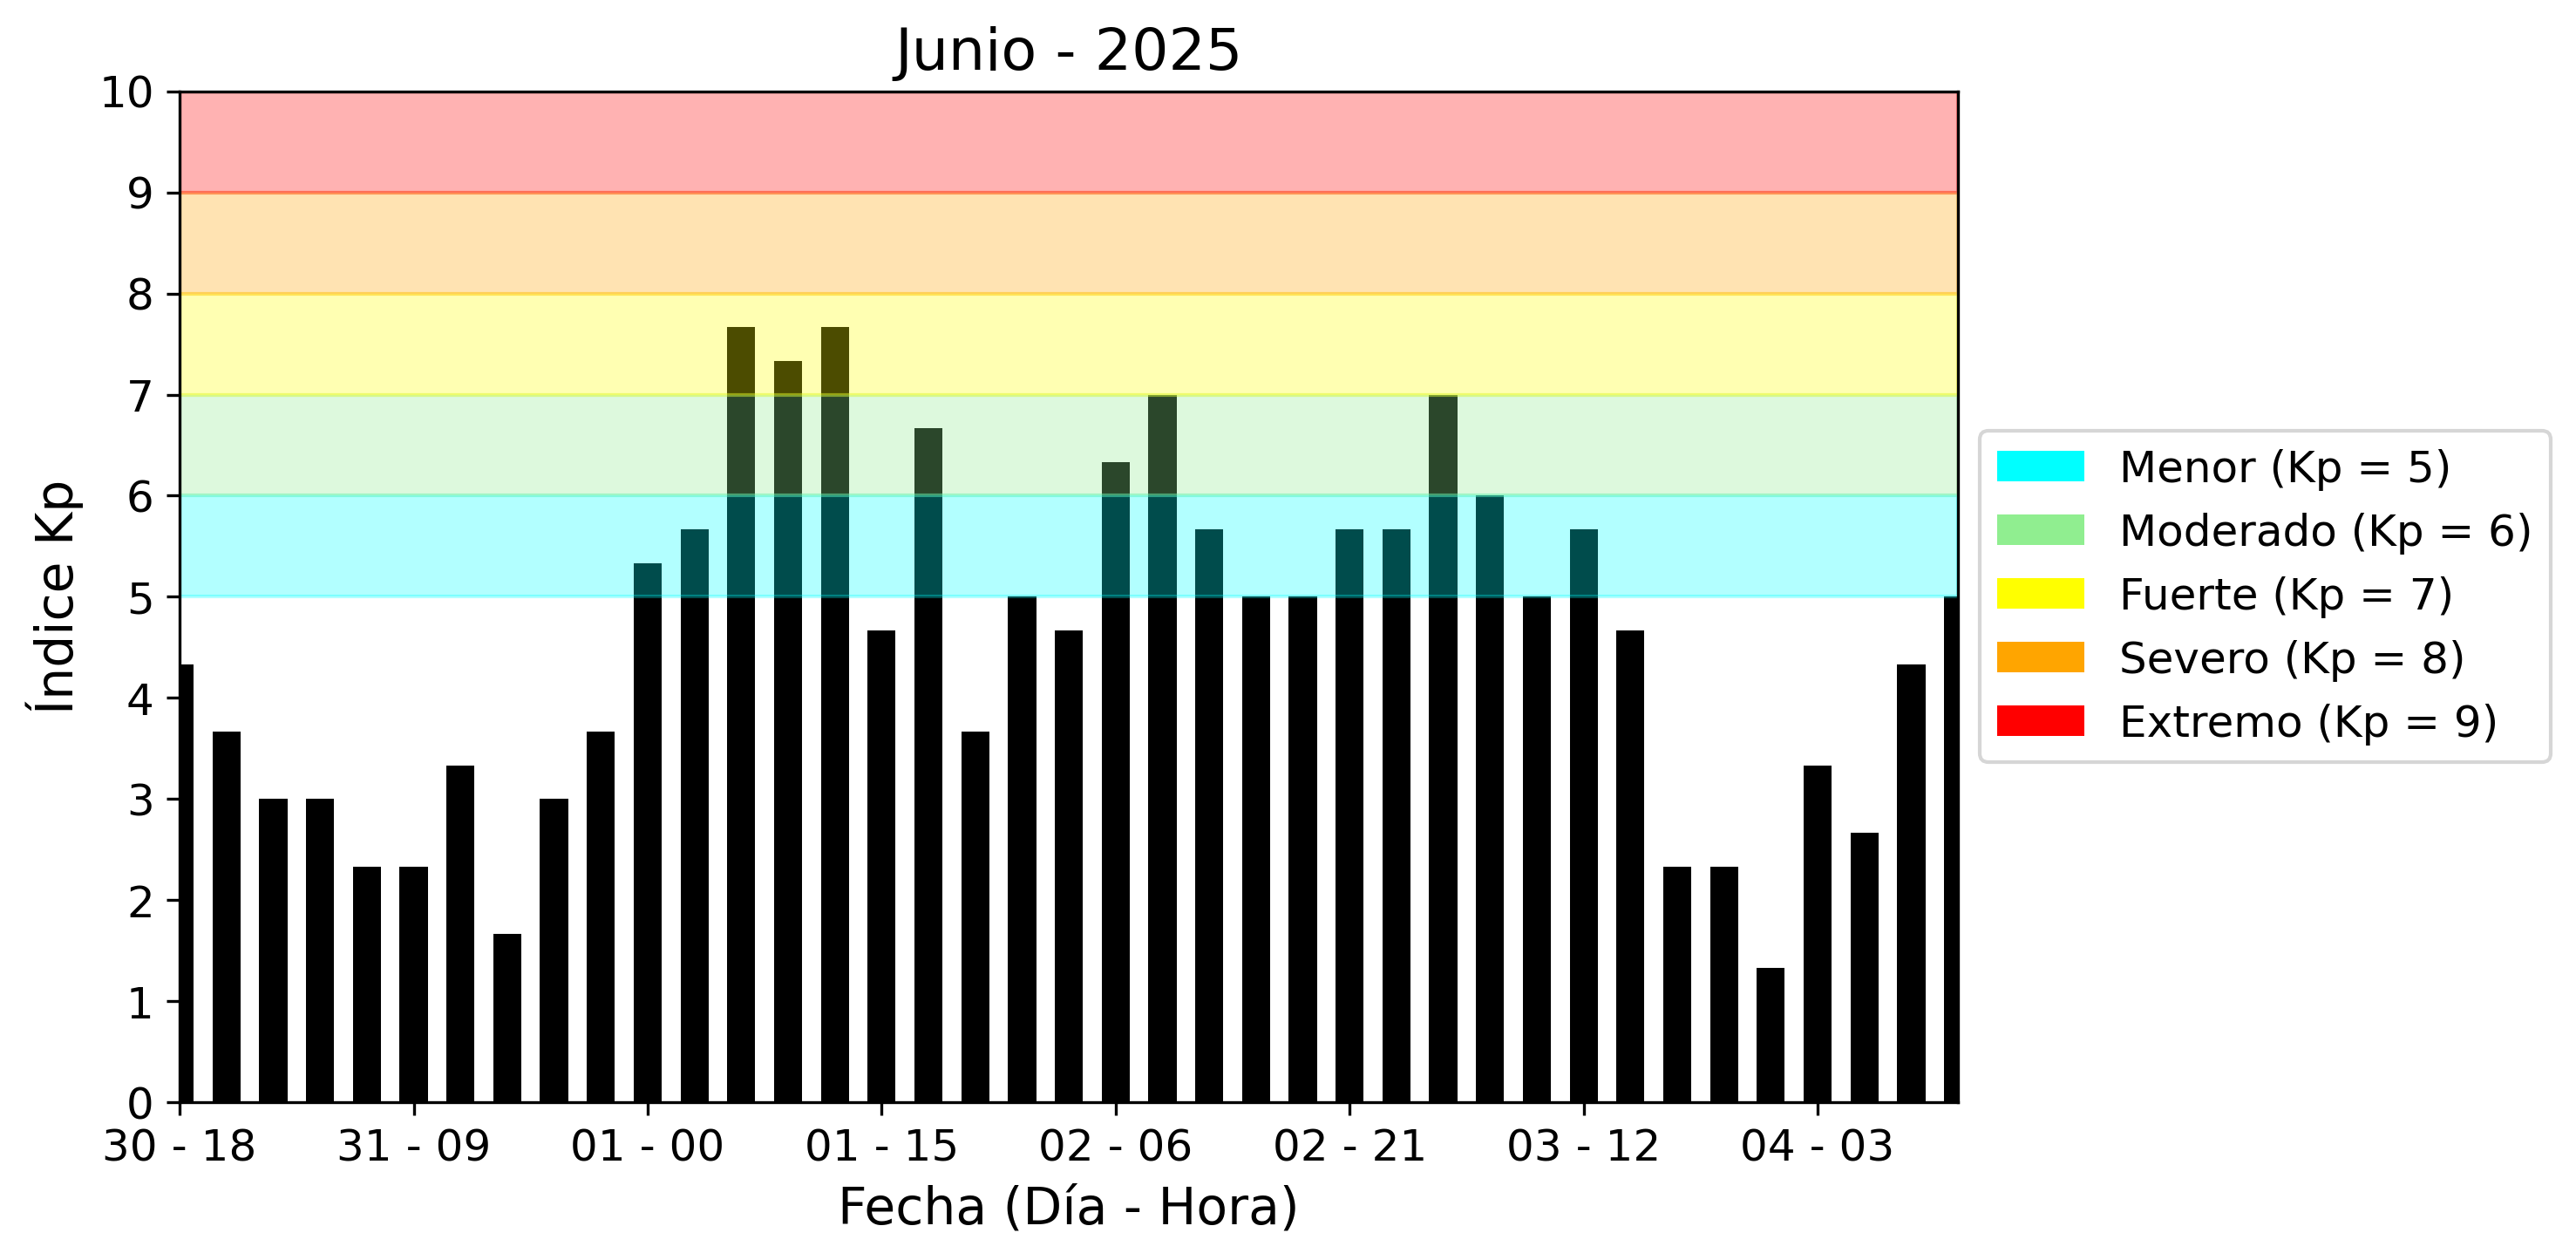 Junio - 2025
10
9
8
7
6
5
4
3
2
1
0
Índice Kp
30 - 18
31 - 09
01 - 00
01 - 15
02 - 06
02 - 21
03 - 12
04 - 03
Fecha (Día - Hora)
Menor (Kp = 5)
Moderado (Kp = 6)
Fuerte (Kp = 7)
Severo (Kp = 8)
Extremo (Kp = 9)